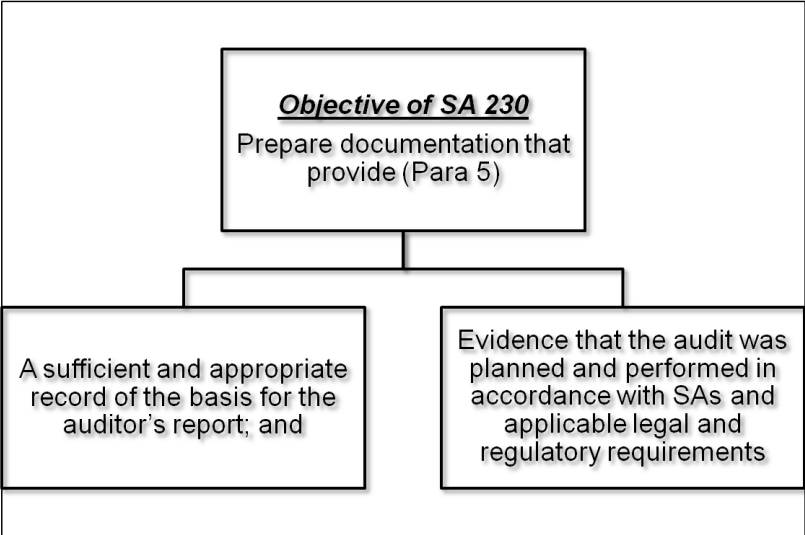 Objective of SA 230
Prepare documentation that
provide (Para 5)
A sufficient and appropriate
record of the basis for the
auditor’s report; and
Evidence that the audit was
planned and performed in
accordance with SAs and
applicable legal and
regulatory requirements